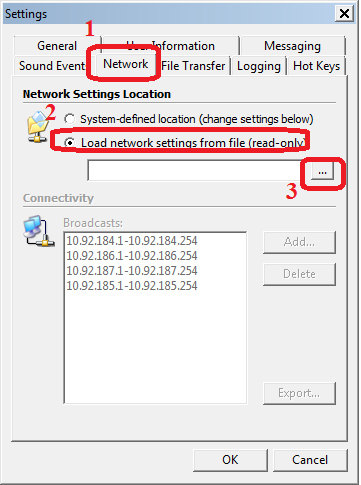 Settings
1
General User Information Messaging
Sound Events Network File Transfer Logging Hot Keys
Network Settings Location
2
System-defined location (change settings below)
Load network settings from file (read-only)
...
3
Connectivity
Broadcasts:
10.92.184.1-10.92.184.254
10.92.186.1-10.92.186.254
10.92.187.1-10.92.187.254
10.92.185.1-10.92.185.254
Add...
Delete
Export...
OK Cancel